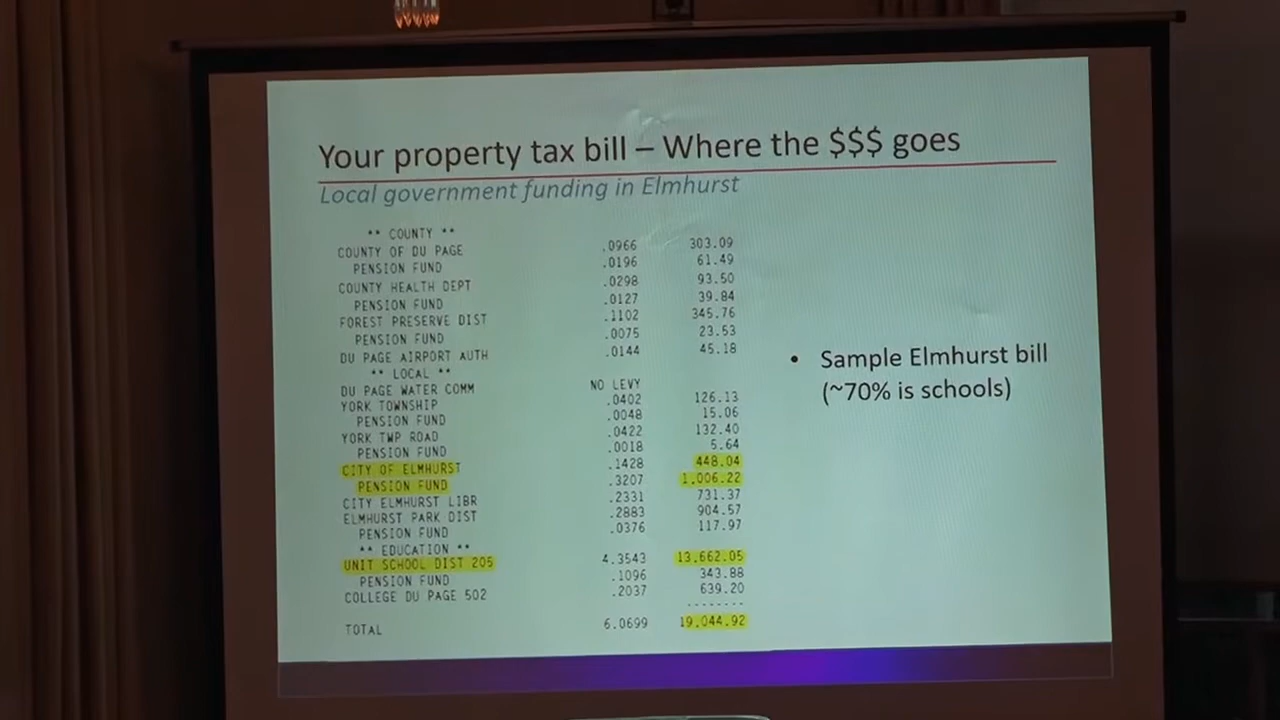 Your property tax bill – Where the $$$ goes
Local government funding in Elmhurst
** COUNTY **
COUNTY OF DU PAGE .0966 303.09
PENSION FUND .0196 61.49
COUNTY HEALTH DEPT .0298 93.50
PENSION FUND .0127 39.84
FOREST PRESERVE DIST .1102 345.76
PENSION FUND .0075 23.53
DU PAGE AIRPORT AUTH .0144 45.18
** LOCAL **
DU PAGE WATER COMM NO LEVY
YORK TOWNSHIP .0402 126.13
PENSION FUND .0048 15.06
YORK TWP ROAD .0422 132.40
PENSION FUND .0018 5.64
CITY OF ELMHURST .1428 448.04
PENSION FUND .3207 1,006.22
CITY ELMHURST LIBR .2331 731.37
ELMHURST PARK DIST .2883 904.57
PENSION FUND .0376 117.97
** EDUCATION **
UNIT SCHOOL DIST 205 4.3543 13,662.05
PENSION FUND .1096 343.88
COLLEGE DU PAGE 502 .2037 639.20
--------
TOTAL 6.0699 19,044.92
• Sample Elmhurst bill
(~70% is schools)